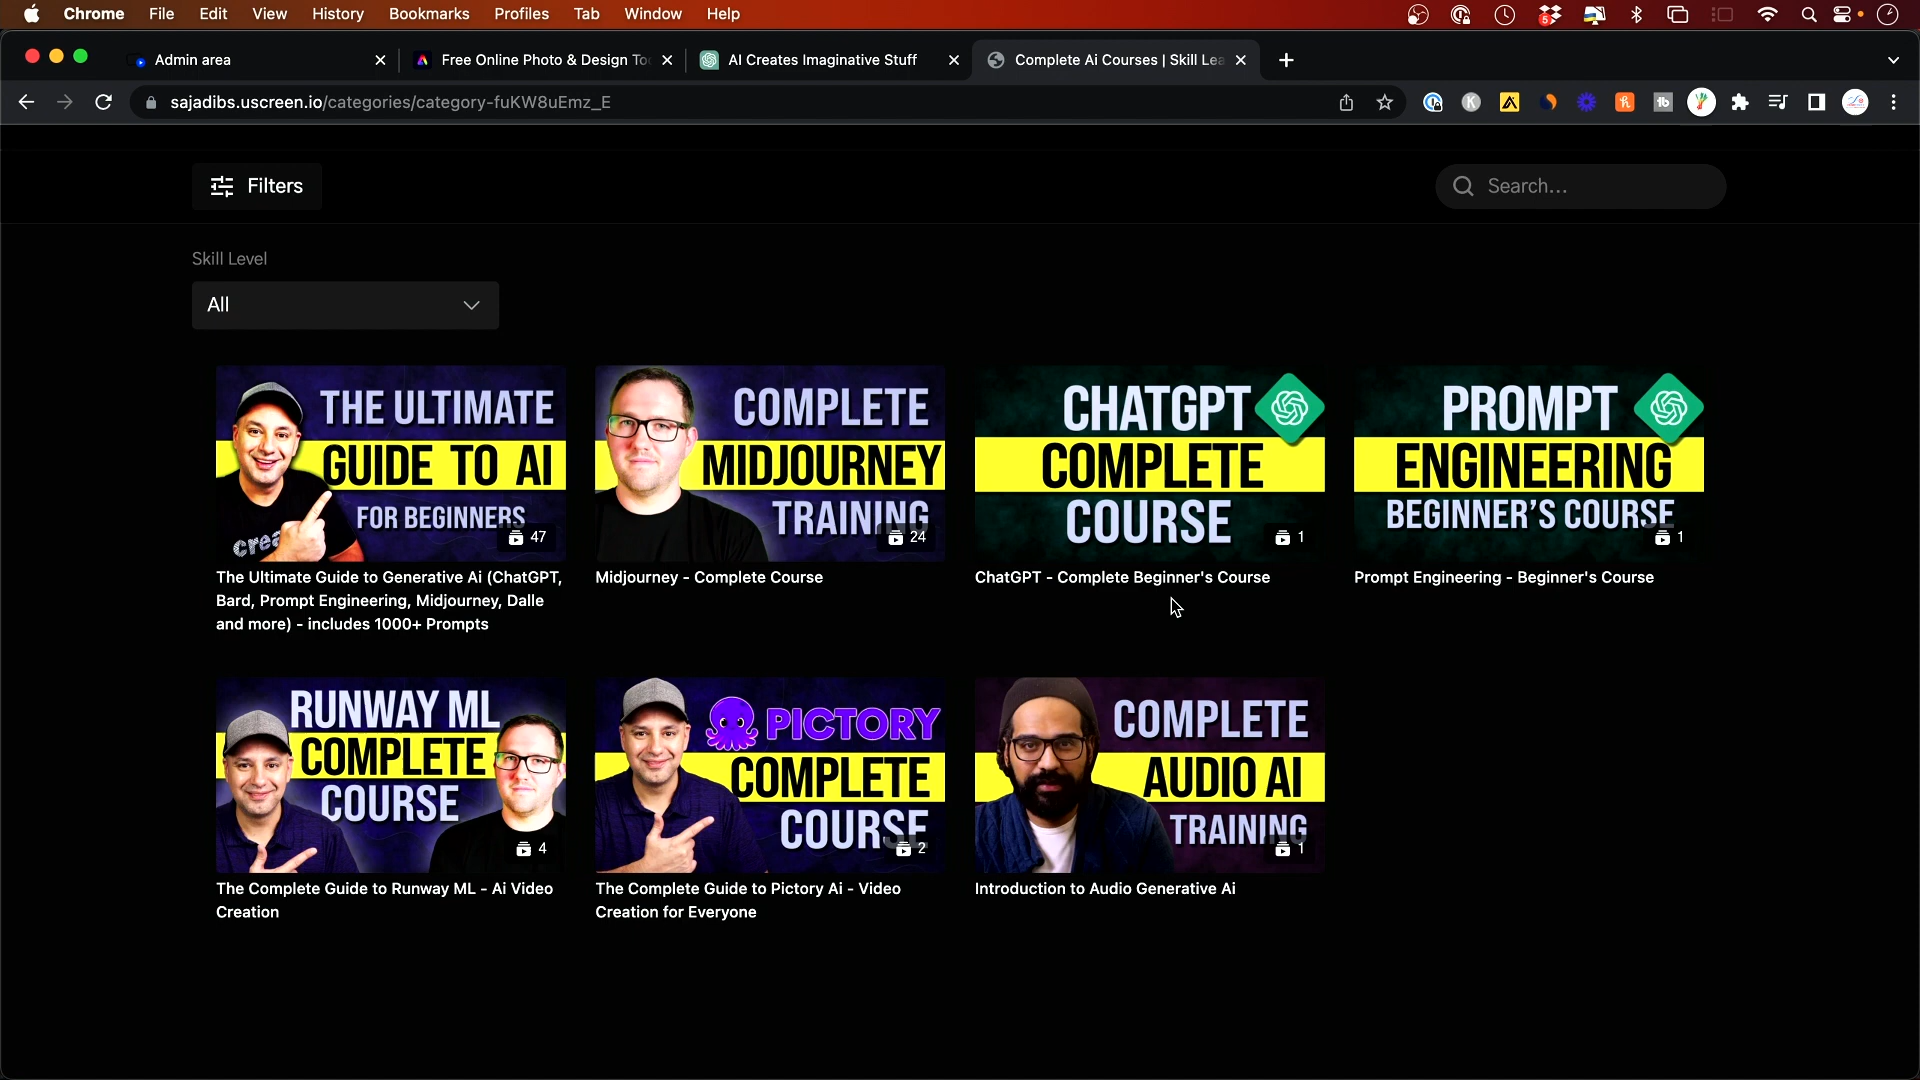 Chrome File Edit View History Bookmarks Profiles Tab Window Help
5
Admin area
Free Online Photo & Design Too
AI Creates Imaginative Stuff
Complete Ai Courses | Skill Lea
sajadibs.uscreen.io/categories/category-fuKW8uEmz_E
Filters
Search...
Skill Level
All
THE ULTIMATE
GUIDE TO AI
FOR BEGINNERS
crea
47
The Ultimate Guide to Generative Ai (ChatGPT,
Bard, Prompt Engineering, Midjourney, Dalle
and more) - includes 1000+ Prompts
COMPLETE
MIDJOURNEY
TRAINING
24
Midjourney - Complete Course
CHATGPT
COMPLETE
COURSE
1
ChatGPT - Complete Beginner's Course
PROMPT
ENGINEERING
BEGINNER'S COURSE
1
Prompt Engineering - Beginner's Course
RUNWAY ML
COMPLETE
COURSE
4
The Complete Guide to Runway ML - Ai Video
Creation
PICTORY
COMPLETE
COURSE
2
The Complete Guide to Pictory Ai - Video
Creation for Everyone
COMPLETE
AUDIO AI
TRAINING
1
Introduction to Audio Generative Ai